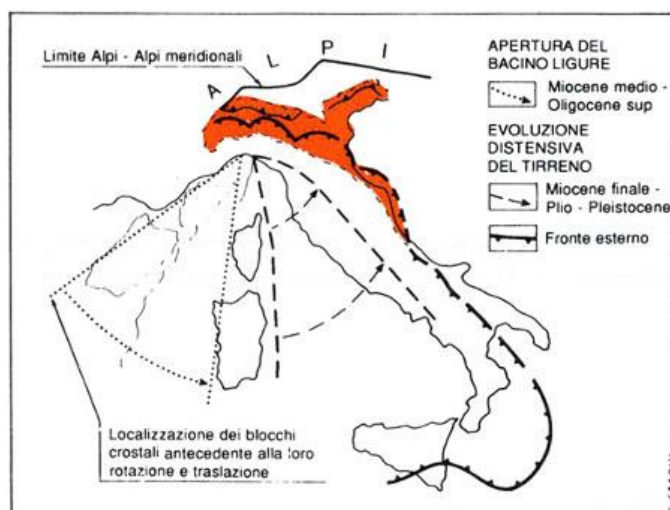 A L P I
Limite Alpi - Alpi meridionali
APERTURA DEL
BACINO LIGURE
Miocene medio -
Oligocene sup
EVOLUZIONE
DISTENSIVA
DEL TIRRENO
Miocene finale -
Plio - Pleistocene
Fronte esterno
Localizzazione dei blocchi
crostali antecedente alla loro
rotazione e traslazione